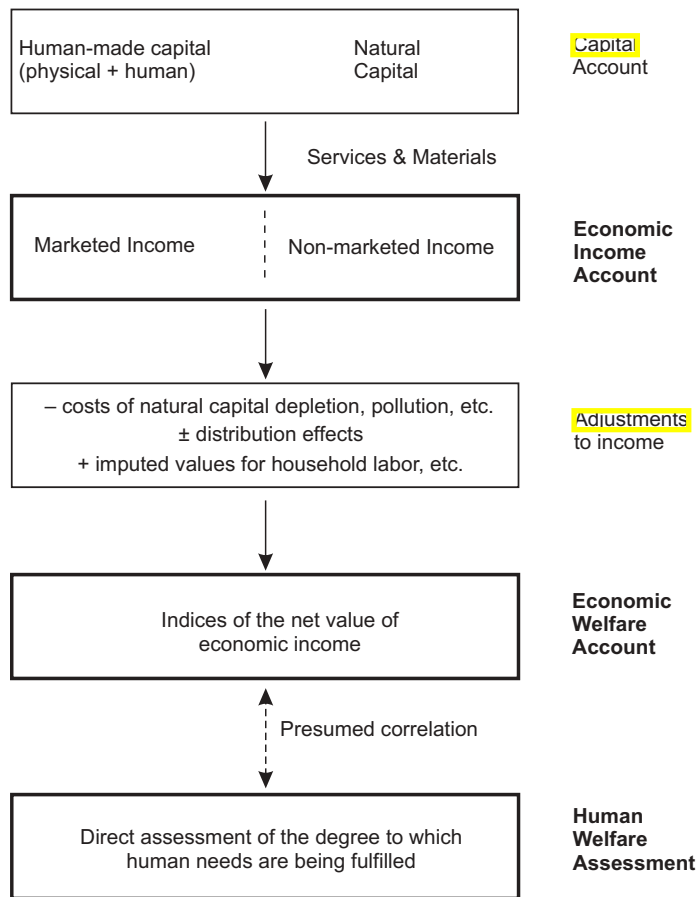 Human-made capital
(physical + human)
Natural
Capital
Capital
Account
Services & Materials
Marketed Income
Non-marketed Income
Economic
Income
Account
– costs of natural capital depletion, pollution, etc.
± distribution effects
+ imputed values for household labor, etc.
Adjustments
to income
Indices of the net value of
economic income
Economic
Welfare
Account
Presumed correlation
Direct assessment of the degree to which
human needs are being fulfilled
Human
Welfare
Assessment